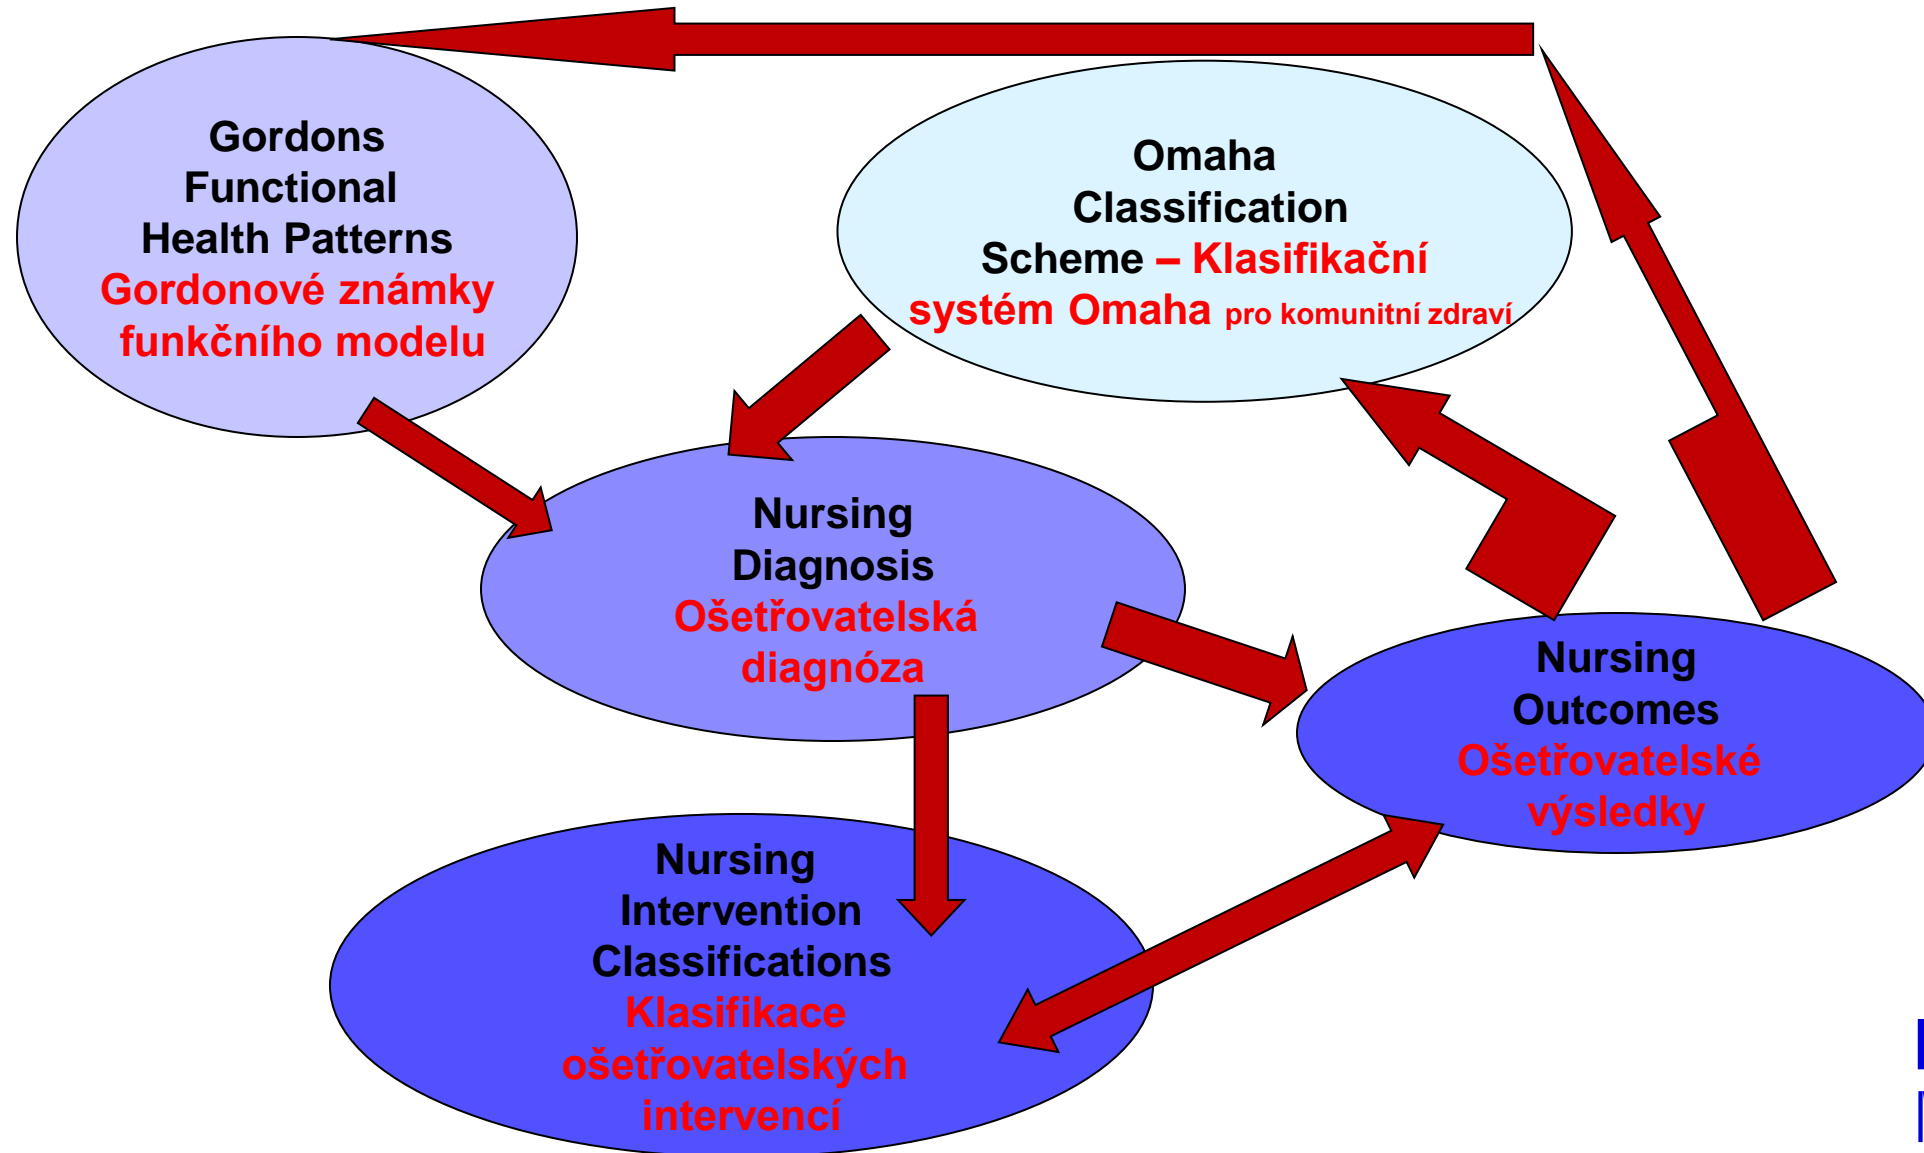 Gordons
Functional
Health Patterns
Gordonové známky
funkčního modelu
Omaha
Classification
Scheme – Klasifikační
systém Omaha pro komunitní zdraví
Nursing
Diagnosis
Ošetřovatelská
diagnóza
Nursing
Outcomes
Ošetřovatelské
výsledky
Nursing
Intervention
Classifications
Klasifikace
ošetřovatelských
intervencí